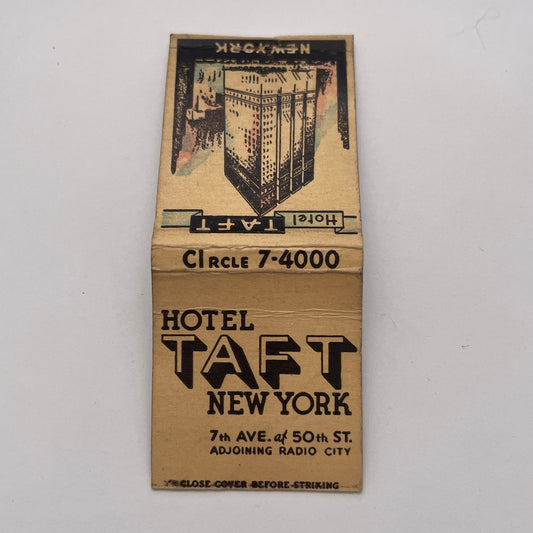 NEW YORK
Hotel
TAFT
CIRCLE 7-4000
HOTEL
TAFT
NEW YORK
7th AVE. at 50th ST.
ADJOINING RADIO CITY
CLOSE COVER BEFORE STRIKING